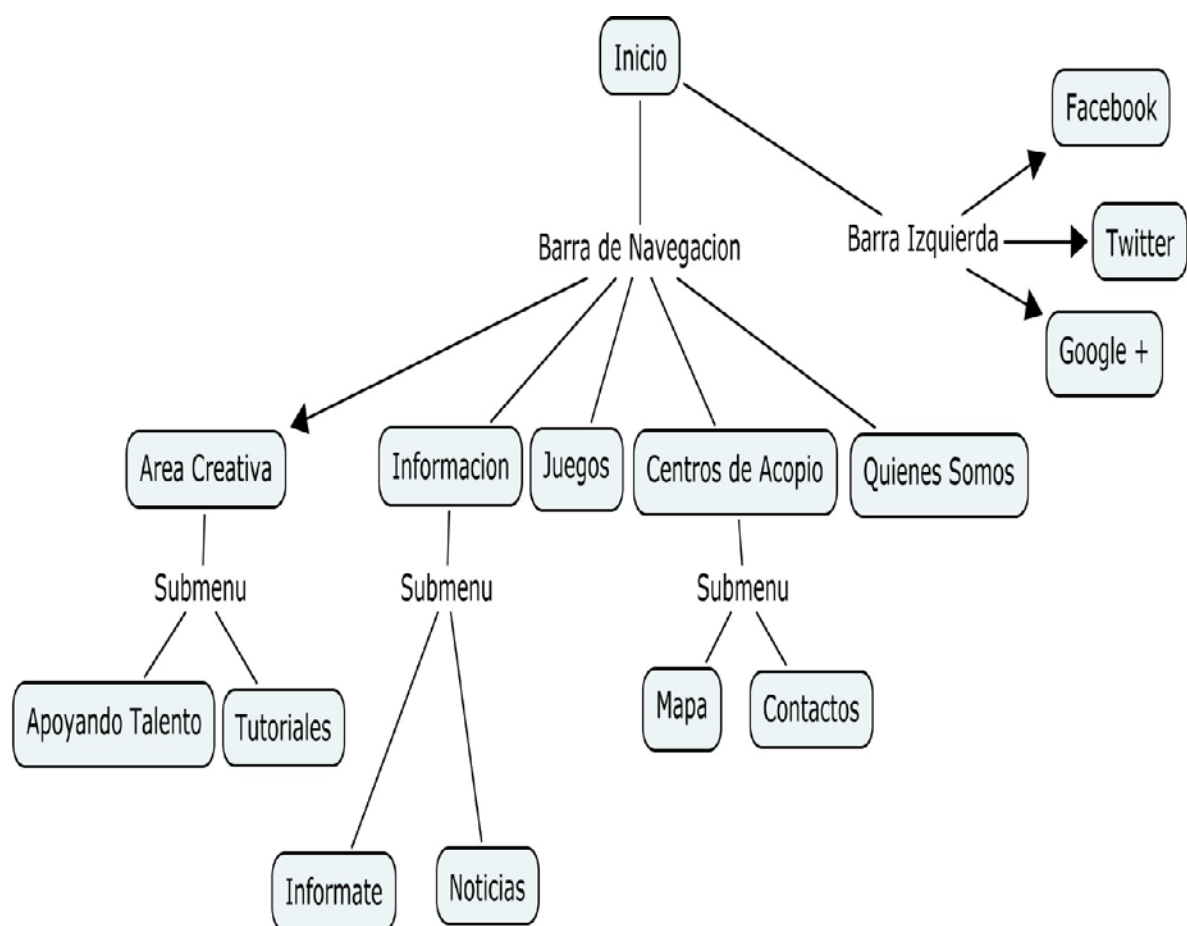 Inicio
Facebook
Barra de Navegacion
Barra Izquierda
Twitter
Google +
Area Creativa
Informacion
Juegos
Centros de Acopio
Quienes Somos
Submenu
Submenu
Submenu
Apoyando Talento
Tutoriales
Mapa
Contactos
Informate
Noticias